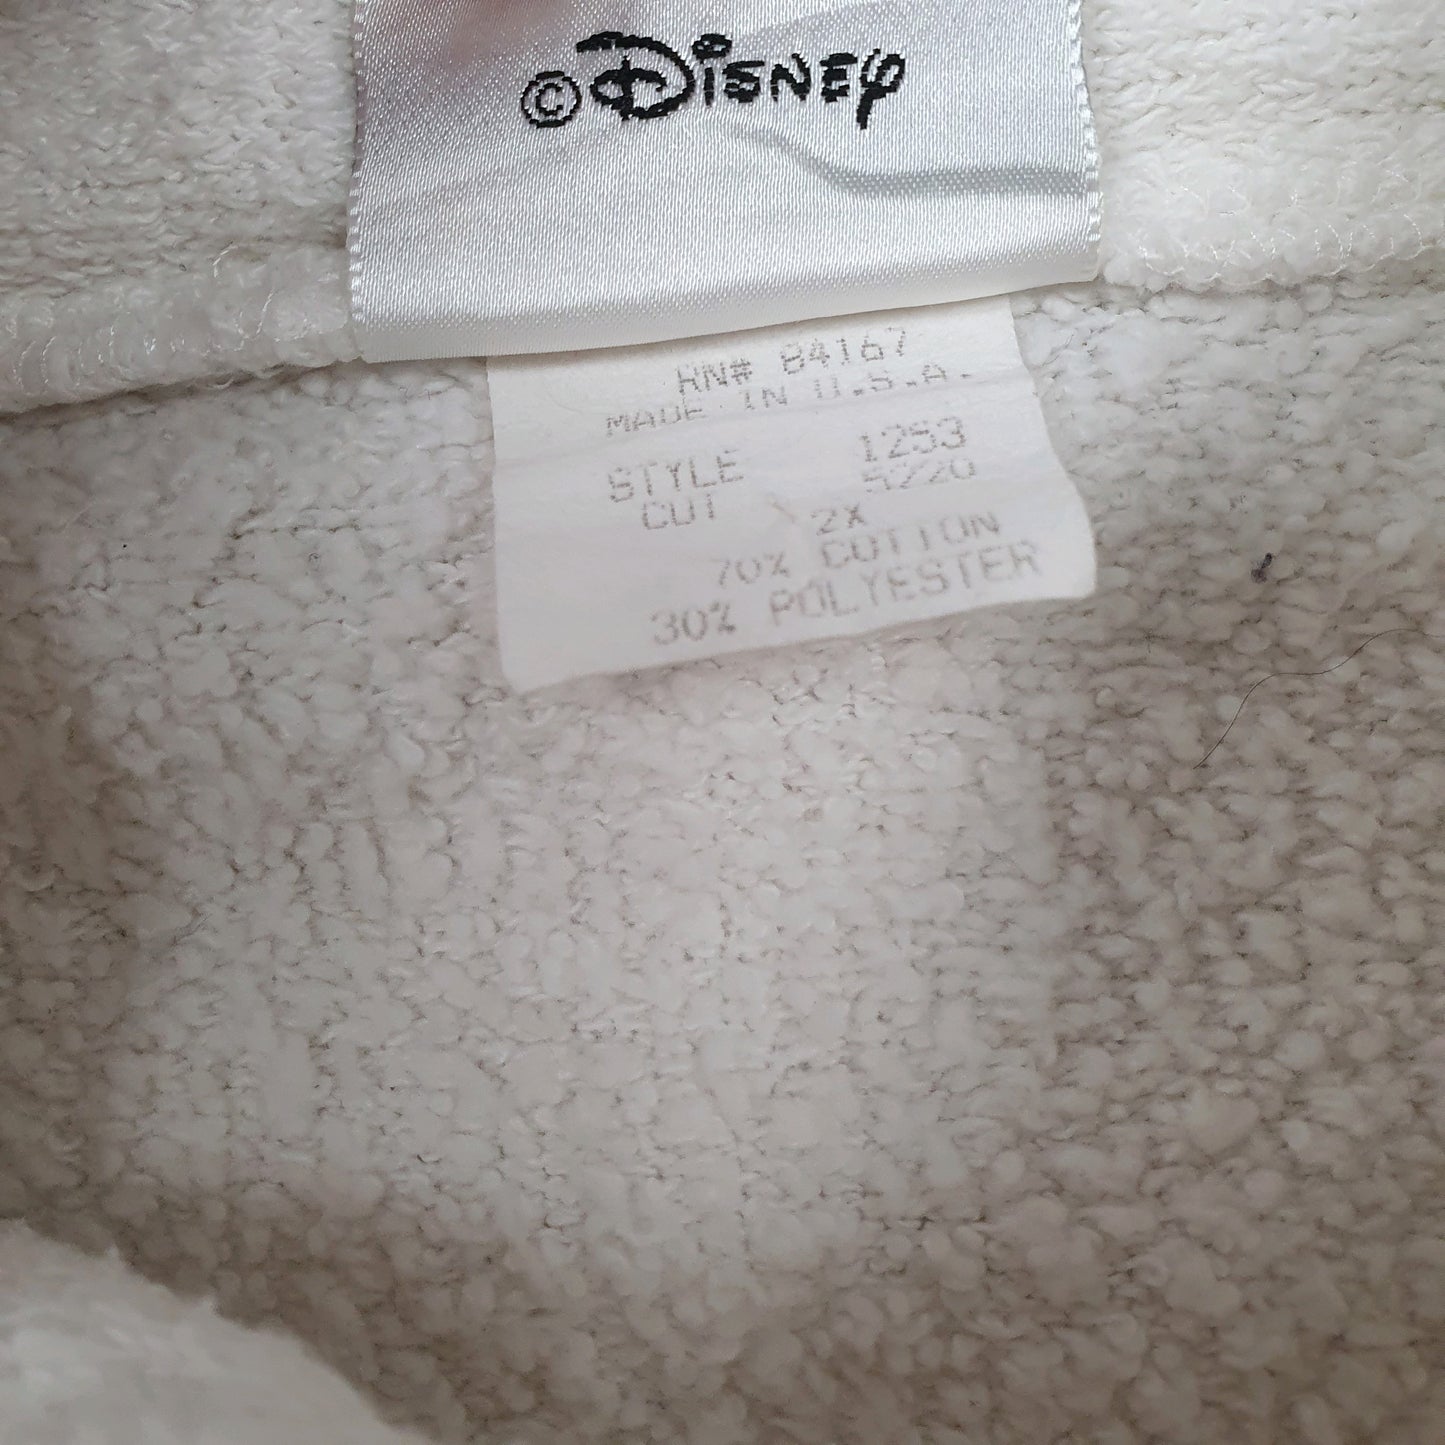 © Disney
RN# 84167
MADE IN U.S.A.
STYLE 1253
CUT 5220
2X
70% COTTON
30% POLYESTER